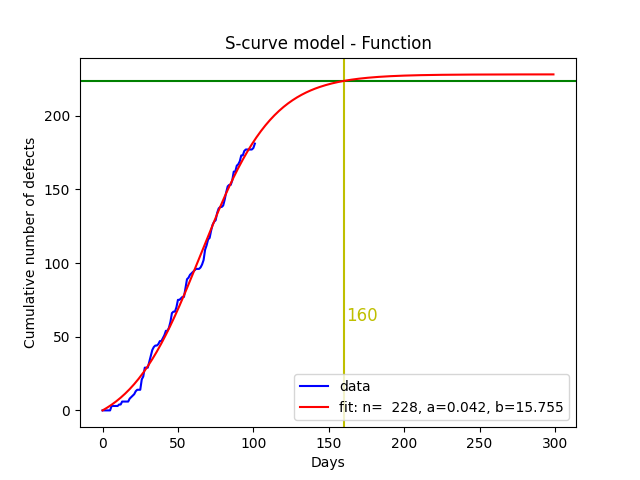 S-curve model - Function
Cumulative number of defects
200
150
100
50
0
160
data
fit: n=  228, a=0.042, b=15.755
0
50
100
150
200
250
300
Days